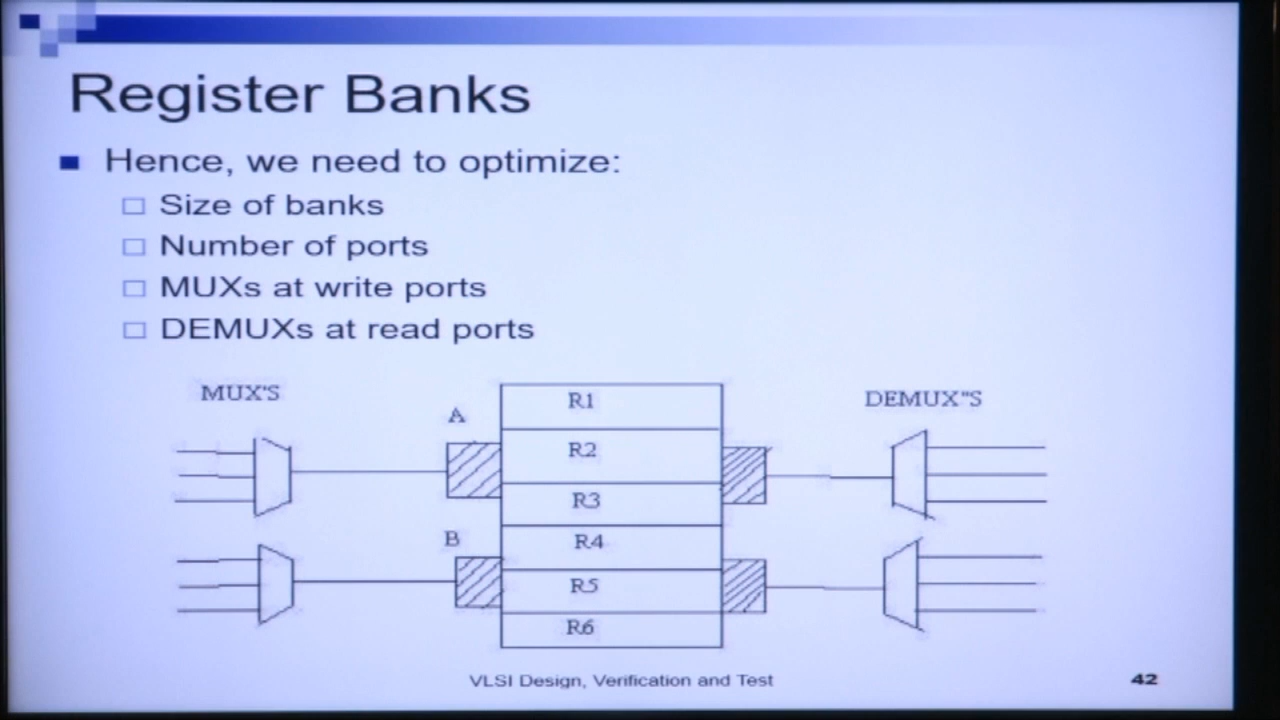 Register Banks
Hence, we need to optimize:
Size of banks
Number of ports
MUXs at write ports
DEMUXs at read ports
MUX'S
DEMUX"S
A
B
R1
R2
R3
R4
R5
R6
VLSI Design, Verification and Test
42